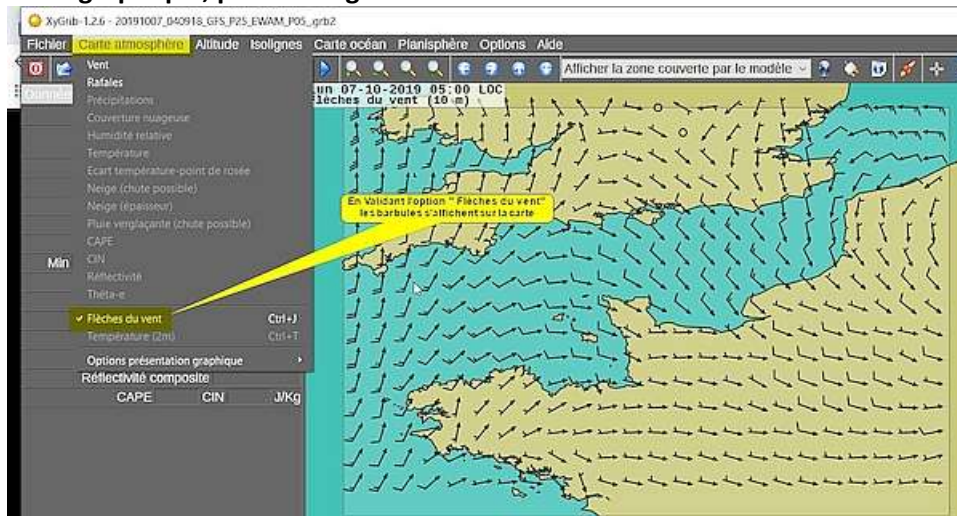 XyGrib-1.2.6 - 20191007_040918_GFS_P25_EWAM_P05_.grb2
Fichier Carte atmosphère Altitude Isolignes Carte océan Planisphère Options Aide
Afficher la zone couverte par le modèle
Vent
Rafales
Précipitations
Couverture nuageuse
Humidité relative
Température
Ecart température-point de rosée
Neige (chute possible)
Neige (épaisseur)
Pluie verglaçante (chute possible)
CAPE
CIN
Réflectivité
Thêta-e
Flèches du vent Ctrl+J
Température (2m) Ctrl+T
Options présentation graphique
Min
Réflectivité composite
CAPE CIN J/Kg
un 07-10-2019 05:00 LOC
lèches du vent (10 m)
En Validant l'option " Flèches du vent"
les barbules s'affichent sur la carte